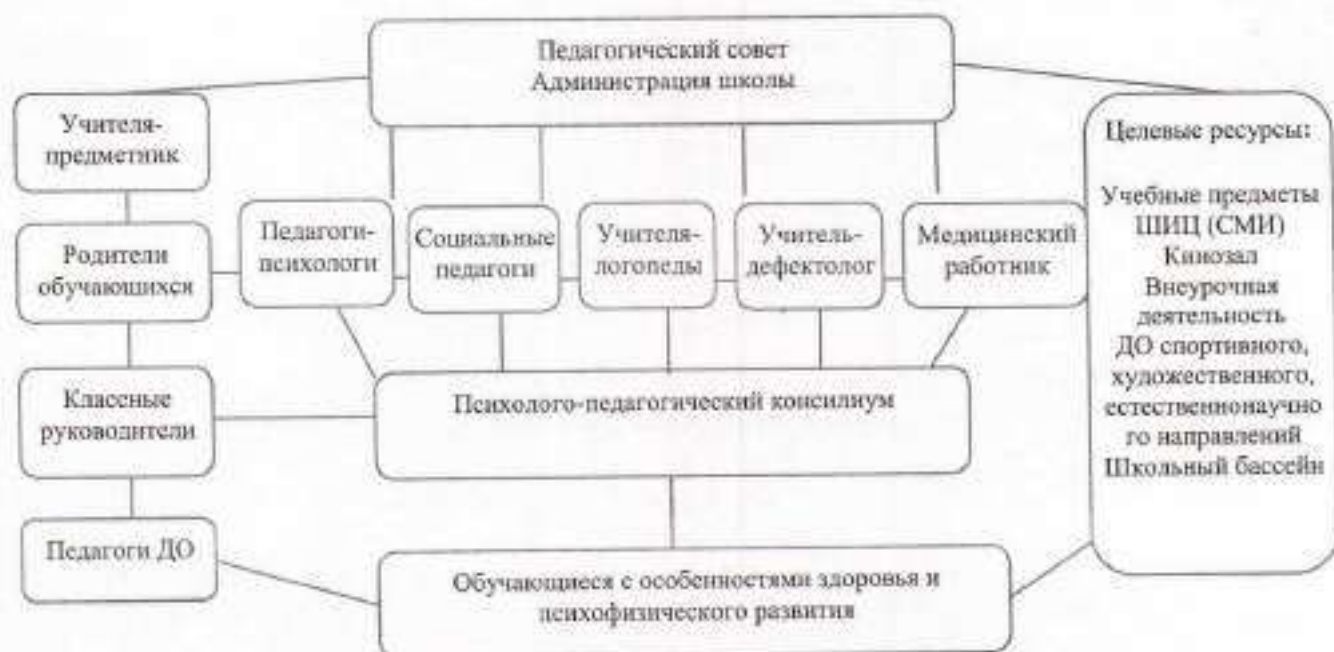 Педагогический совет
Администрация школы
Учителя-
предметник
Родители
обучающихся
Классные
руководители
Педагоги ДО
Педагоги-
психологи
Социальные
педагоги
Учителя-
логопеды
Учитель-
дефектолог
Медицинский
работник
Психолого-педагогический консилиум
Обучающиеся с особенностями здоровья и
психофизического развития
Целевые ресурсы:
Учебные предметы
ШИЦ (СМИ)
Кинозал
Внеурочная
деятельность
ДО спортивного,
художественного,
естественнонаучно
го направлений
Школьный бассейн